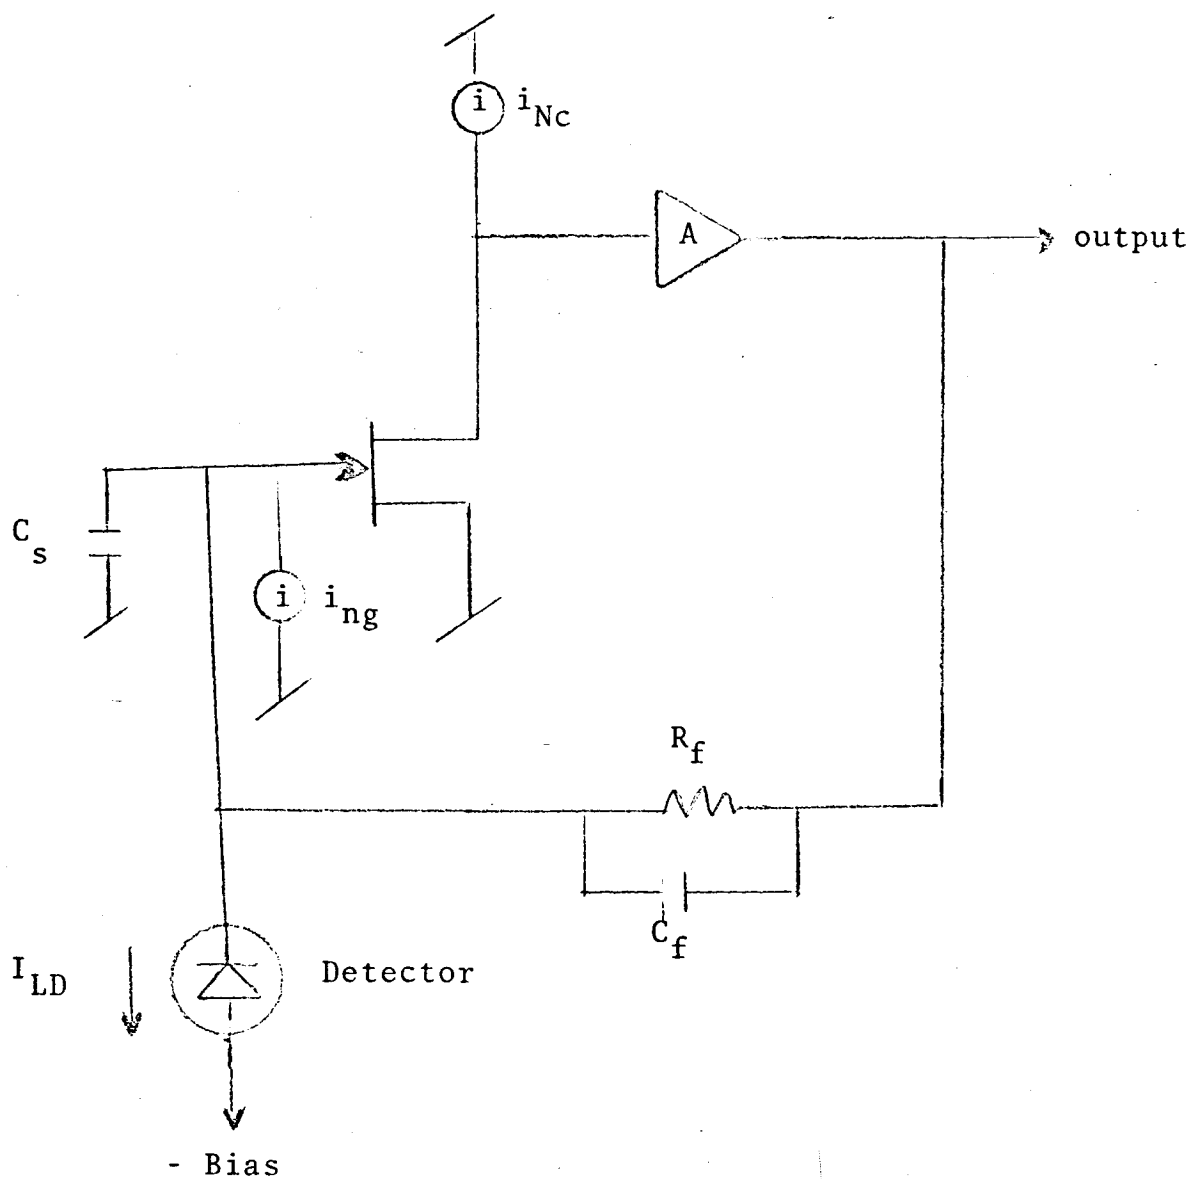 i i_Nc
A
output
C_s
i i_ng
R_f
C_f
I_LD
Detector
- Bias